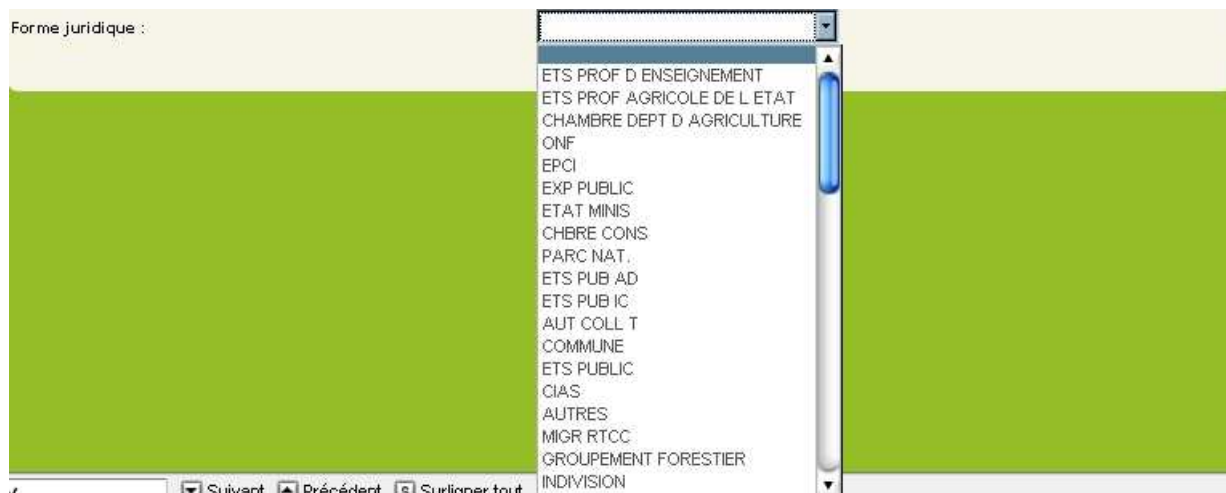 Forme juridique :
ETS PROF D ENSEIGNEMENT
ETS PROF AGRICOLE DE L ETAT
CHAMBRE DEPT D AGRICULTURE
ONF
EPCI
EXP PUBLIC
ETAT MINIS
CHBRE CONS
PARC NAT.
ETS PUB AD
ETS PUB IC
AUT COLL T
COMMUNE
ETS PUBLIC
CIAS
AUTRES
MIGR RTCC
GROUPEMENT FORESTIER
INDIVISION
Suivant Précédent Surligner tout